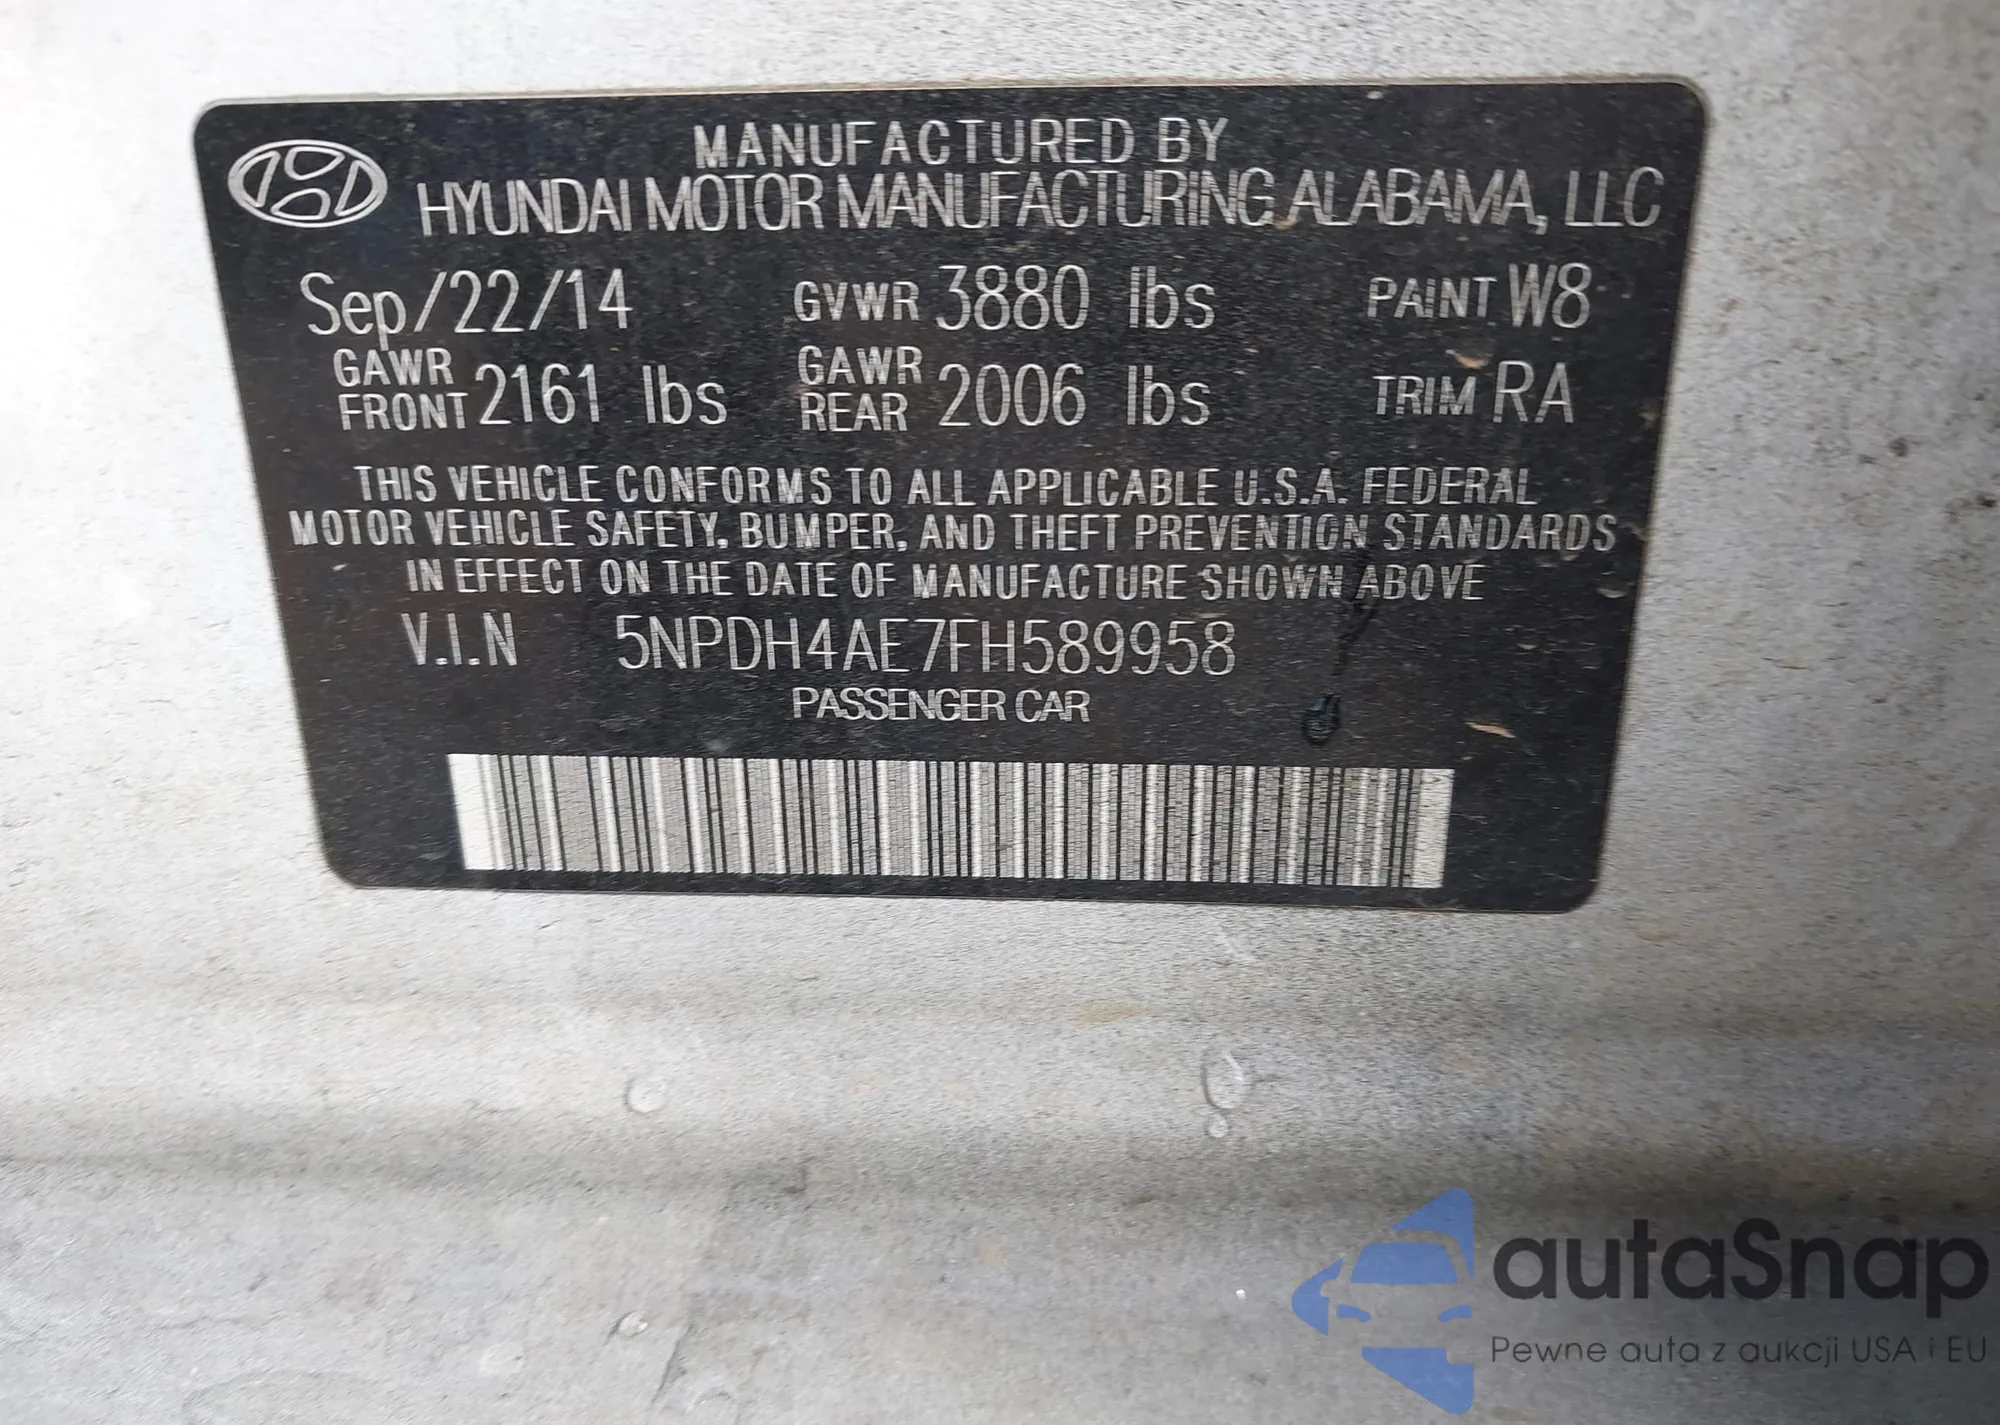 MANUFACTURED BY
HYUNDAI MOTOR MANUFACTURING ALABAMA, LLC
Sep/22/14 GVWR 3880 lbs PAINT W8
GAWR FRONT 2161 lbs GAWR REAR 2006 lbs TRIM RA
THIS VEHICLE CONFORMS TO ALL APPLICABLE U.S.A. FEDERAL
MOTOR VEHICLE SAFETY, BUMPER, AND THEFT PREVENTION STANDARDS
IN EFFECT ON THE DATE OF MANUFACTURE SHOWN ABOVE
V.I.N 5NPDH4AE7FH589958
PASSENGER CAR
autaSnap
Pewne auta z aukcji USA i EU